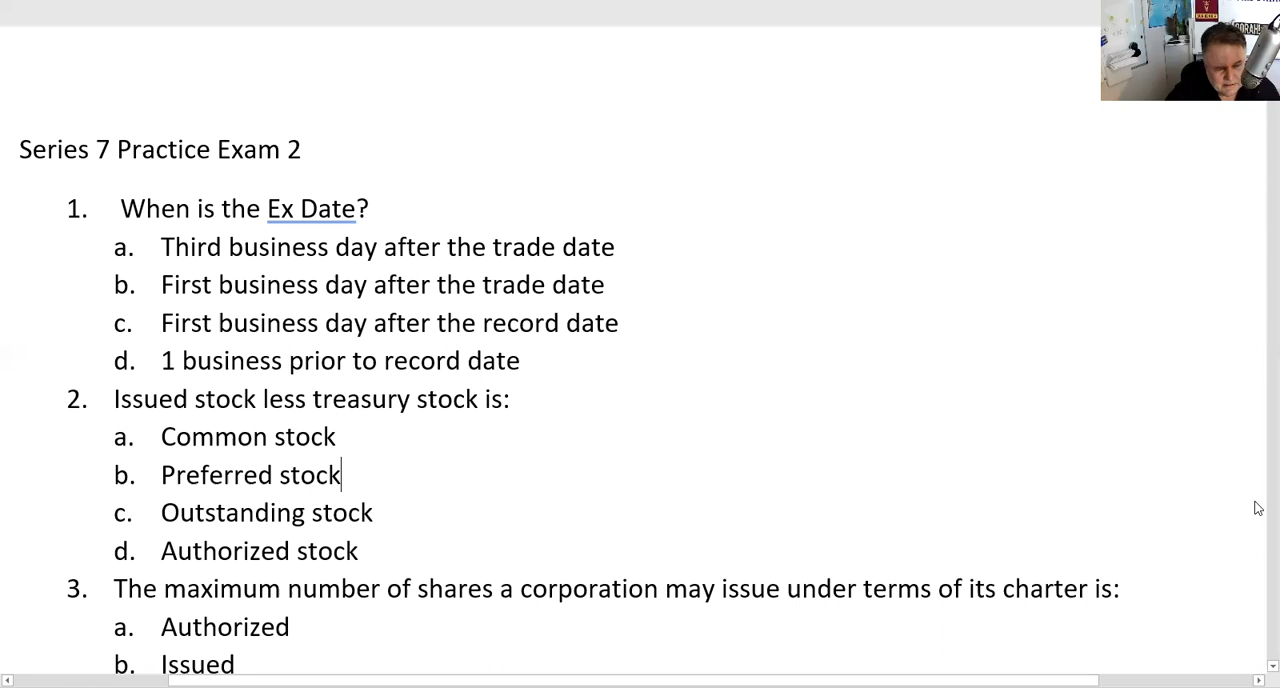 Series 7 Practice Exam 2
1. When is the Ex Date?
a. Third business day after the trade date
b. First business day after the trade date
c. First business day after the record date
d. 1 business prior to record date
2. Issued stock less treasury stock is:
a. Common stock
b. Preferred stock
c. Outstanding stock
d. Authorized stock
3. The maximum number of shares a corporation may issue under terms of its charter is:
a. Authorized
b. Issued